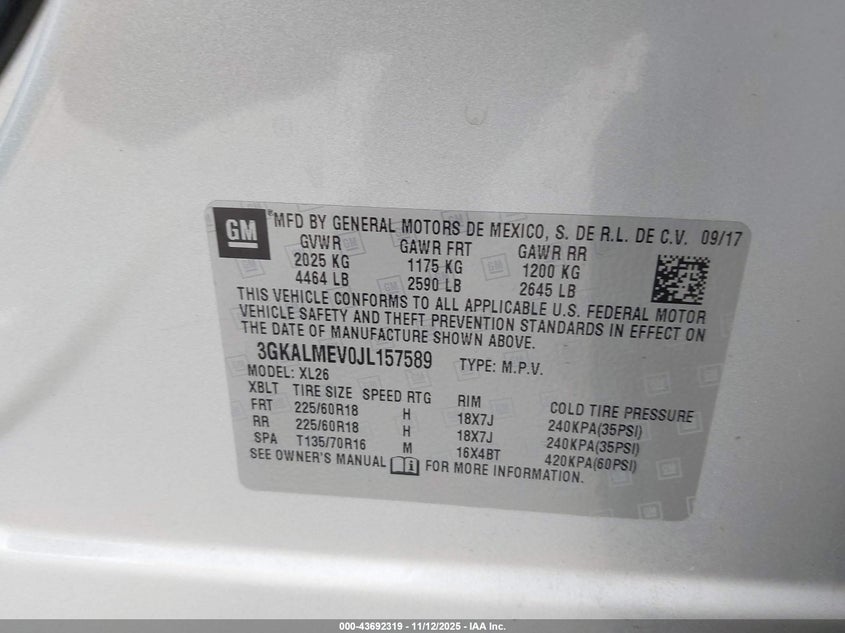 GM ® MFD BY GENERAL MOTORS DE MEXICO, S. DE R.L. DE C.V. 09/17
GVWR GAWR FRT GAWR RR
2025 KG 1175 KG 1200 KG
4464 LB 2590 LB 2645 LB
THIS VEHICLE CONFORMS TO ALL APPLICABLE U.S. FEDERAL MOTOR
VEHICLE SAFETY AND THEFT PREVENTION STANDARDS IN EFFECT ON
THE DATE OF MANUFACTURE SHOWN ABOVE.
3GKALMEV0JL157589 TYPE: M.P.V.
MODEL: XL26
XBLT TIRE SIZE SPEED RTG RIM COLD TIRE PRESSURE
FRT 225/60R18 H 18X7J 240KPA(35PSI)
RR 225/60R18 H 18X7J 240KPA(35PSI)
SPA T135/70R16 M 16X4BT 420KPA(60PSI)
SEE OWNER'S MANUAL FOR MORE INFORMATION.
000-43692319 - 11/12/2025 - IAA Inc.